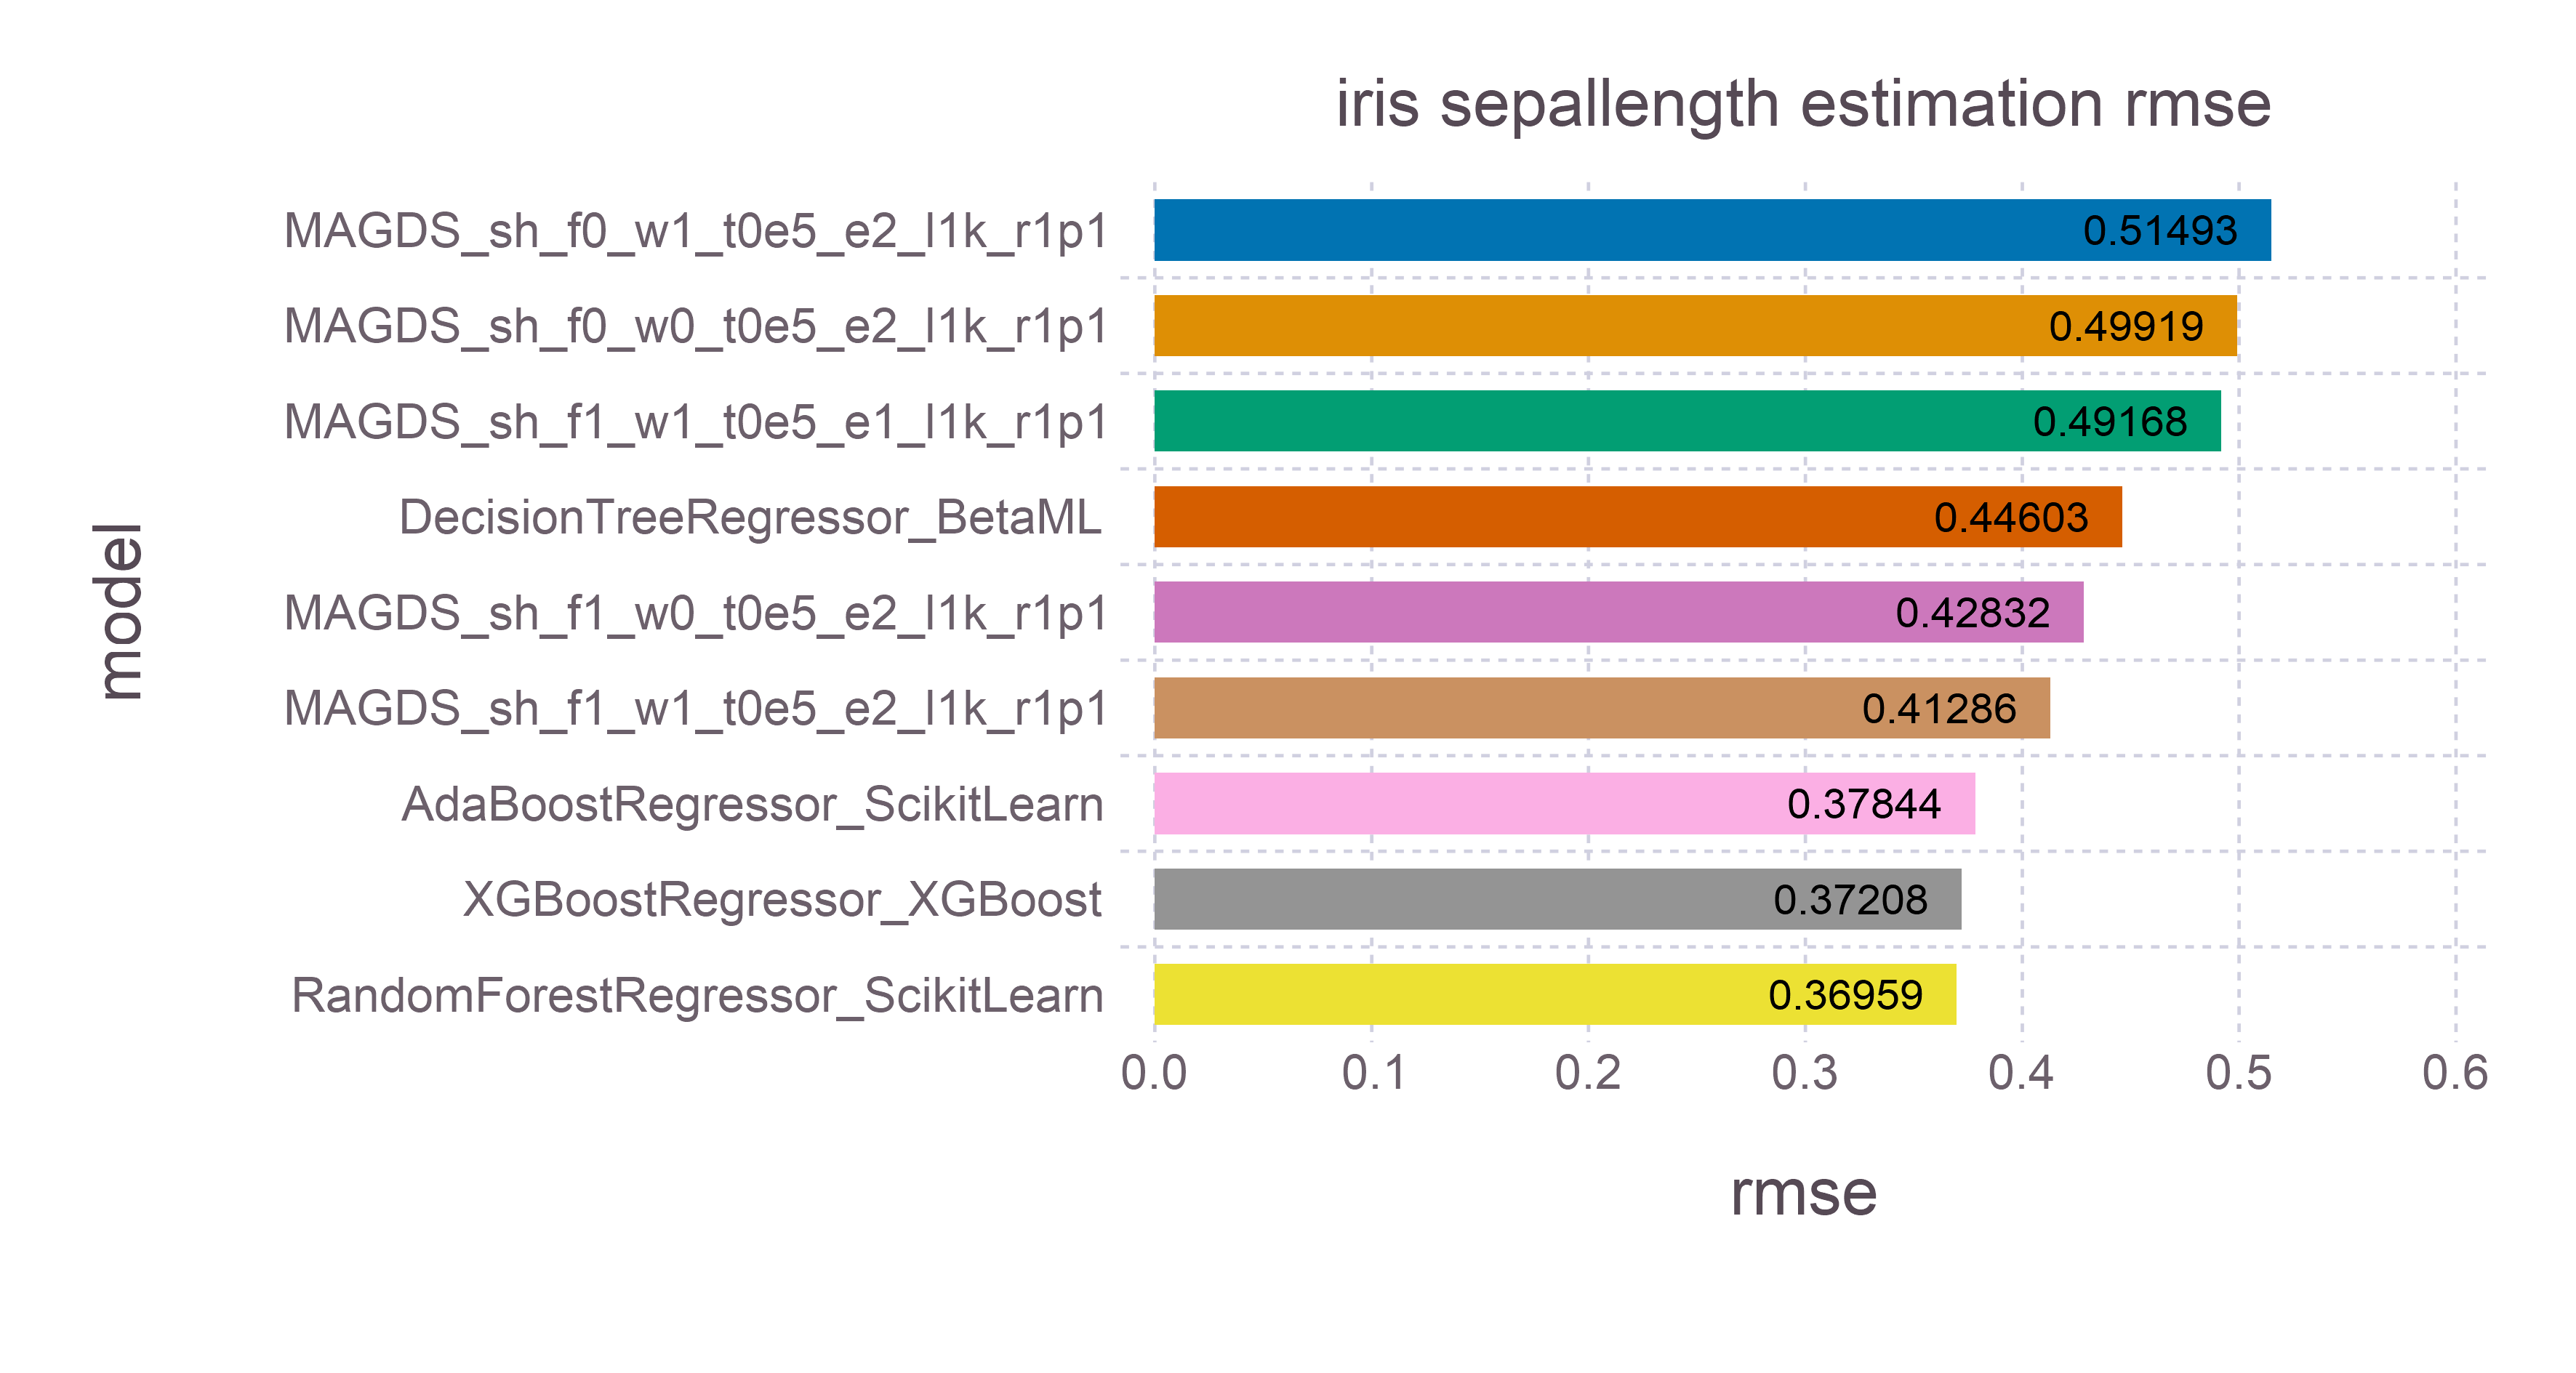 iris sepallength estimation rmse
model
MAGDS_sh_f0_w1_t0e5_e2_l1k_r1p1 0.51493
MAGDS_sh_f0_w0_t0e5_e2_l1k_r1p1 0.49919
MAGDS_sh_f1_w1_t0e5_e1_l1k_r1p1 0.49168
DecisionTreeRegressor_BetaML 0.44603
MAGDS_sh_f1_w0_t0e5_e2_l1k_r1p1 0.42832
MAGDS_sh_f1_w1_t0e5_e2_l1k_r1p1 0.41286
AdaBoostRegressor_ScikitLearn 0.37844
XGBoostRegressor_XGBoost 0.37208
RandomForestRegressor_ScikitLearn 0.36959
0.0 0.1 0.2 0.3 0.4 0.5 0.6
rmse